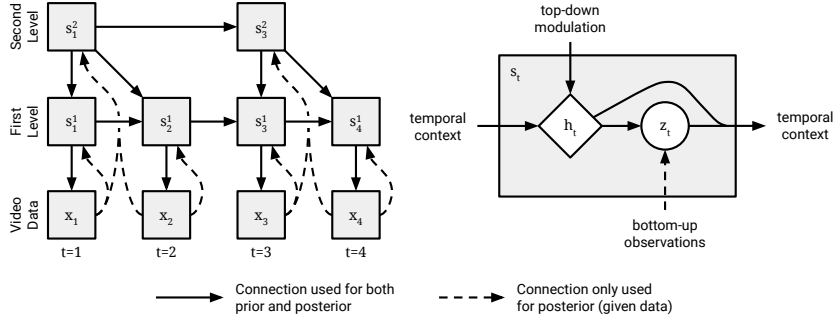 Second
Level
s₁² s₃²
First
Level
s₁¹ s₂¹ s₃¹ s₄¹
Video
Data
x₁ x₂ x₃ x₄
t=1 t=2 t=3 t=4
top-down
modulation
sₜ
temporal
context
hₜ zₜ
temporal
context
bottom-up
observations
Connection used for both
prior and posterior
Connection only used
for posterior (given data)